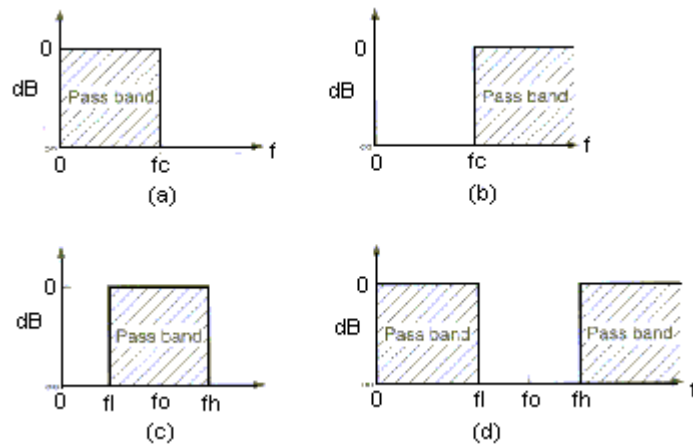 0
dB
Pass band
∞
0
fc
f
(a)
0
dB
Pass band
∞
0
fc
f
(b)
0
dB
Pass band
∞
0
fl
fo
fh
(c)
0
dB
Pass band
Pass band
∞
0
fl
fo
fh
f
(d)